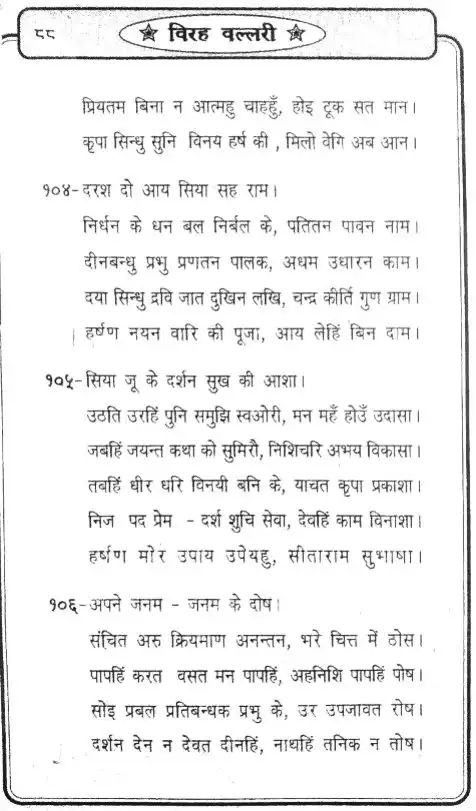 ८८
★ विरह वल्लरी ★
प्रियतम बिना न आत्महु चाहहुँ, होइ टूक सत मान।
कृपा सिन्धु सुनि विनय हर्ष की , मिलो वेगि अब आन।
१०४- दरश दो आय सिया सह राम।
निर्धन के धन बल निर्बल के, पतितन पावन नाम।
दीनबन्धु प्रभु प्रणतन पालक, अधम उधारन काम।
दया सिन्धु द्रवि जात दुखिन लखि, चन्द्र कीर्ति गुण ग्राम।
हर्षण नयन वारि की पूजा, आय लेहिं बिन दाम।
१०५- सिया जू के दर्शन सुख की आशा।
उठति उरहिं पुनि समुझि स्वओरी, मन महँ होउँ उदासा।
जबहिं जयन्त कथा को सुमिरौ, निशिचरि अभय विकासा।
तबहिं धीर धरि विनयी बनि के, याचत कृपा प्रकाशा।
निज पद प्रेम - दर्श शुचि सेवा, देवहिं काम विनाशा।
हर्षण मोर उपाय उपेयहु, सीताराम सुभाषा।
१०६- अपने जनम - जनम के दोष।
संचित अरु क्रियमाण अनन्तन, भरे चित्त में ठोस।
पापहिं करत वसत मन पापहिं, अहनिशि पापहिं पोष।
सोइ प्रबल प्रतिबन्धक प्रभु के, उर उपजावत रोष।
दर्शन देन न देवत दीनहिं, नाथहिं तनिक न तोष।